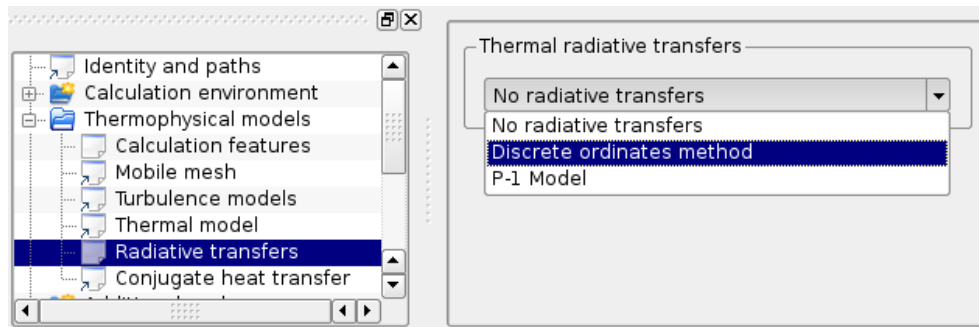 Identity and paths
Calculation environment
Thermophysical models
Calculation features
Mobile mesh
Turbulence models
Thermal model
Radiative transfers
Conjugate heat transfer
Thermal radiative transfers
No radiative transfers
No radiative transfers
Discrete ordinates method
P-1 Model